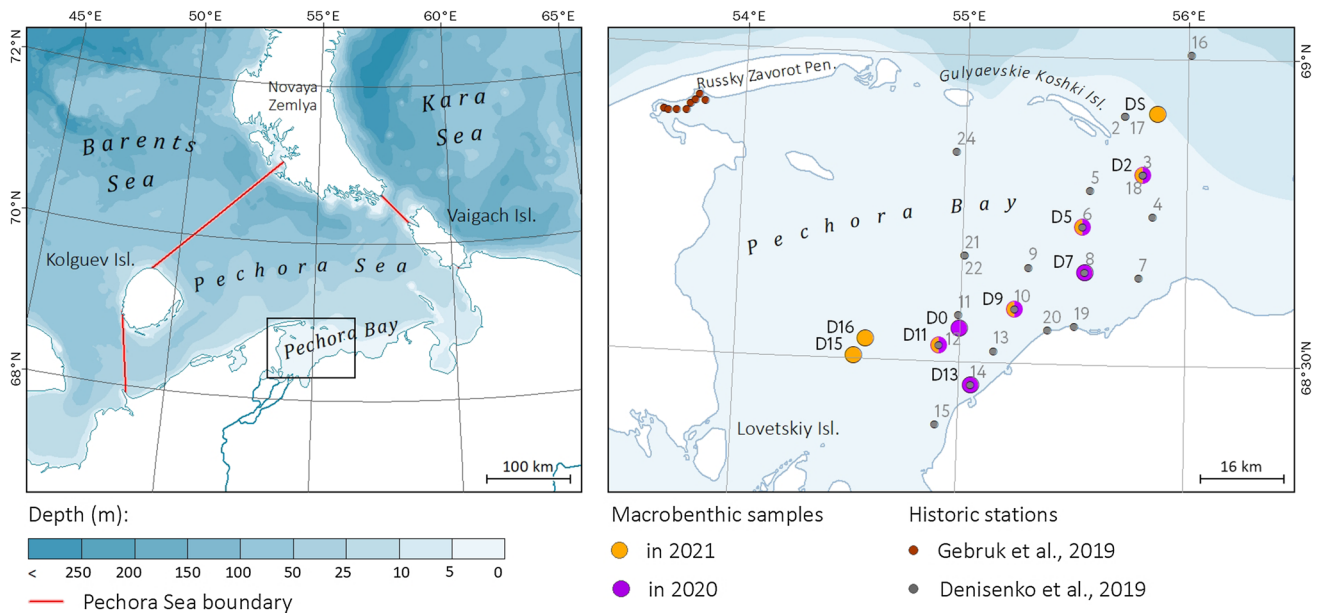 45°E 50°E 55°E 60°E 65°E
72°N
70°N
68°N
Novaya
Zemlya
Kara
Sea
Barents
Sea
Vaigach Isl.
Kolguev Isl.
Pechora Sea
Pechora Bay
100 km
Depth (m):
< 250 200 150 100 50 25 10 5 0
Pechora Sea boundary
54°E 55°E 56°E
69°N
68°30N
Russky Zavorot Pen.
Gulyaevskie Koshki Isl.
16
DS
2 17
24
D2 3
18
5
4
D5 6
Pechora Bay
21
22
9
D7 8
7
D9 10
11
D0
D16
D15
D11 12
20 19
13
D13 14
15
Lovetskiy Isl.
16 km
Macrobenthic samples
in 2021
in 2020
Historic stations
Gebruk et al., 2019
Denisenko et al., 2019